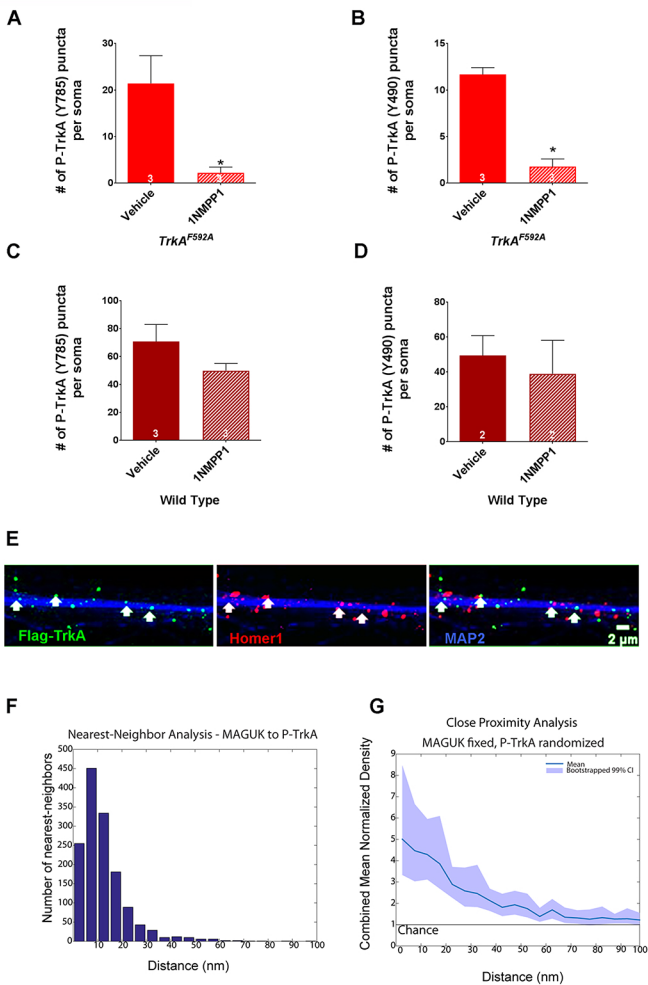 A
# of P-TrkA (Y785) puncta
per soma
30
20
10
0
3
3
*
Vehicle
1NMPP1
TrkA^F592A
B
# of P-TrkA (Y490) puncta
per soma
15
10
5
0
3
3
*
Vehicle
1NMPP1
TrkA^F592A
C
# of P-TrkA (Y785) puncta
per soma
100
80
60
40
20
0
3
3
Vehicle
1NMPP1
Wild Type
D
# of P-TrkA (Y490) puncta
per soma
80
60
40
20
0
2
2
Vehicle
1NMPP1
Wild Type
E
Flag-TrkA
Homer1
MAP2
2 µm
F
Nearest-Neighbor Analysis - MAGUK to P-TrkA
Number of nearest-neighbors
500
450
400
350
300
250
200
150
100
50
0
10 20 30 40 50 60 70 80 90 100
Distance (nm)
G
Close Proximity Analysis
MAGUK fixed, P-TrkA randomized
Combined Mean Normalized Density
9
8
7
6
5
4
3
2
1
Mean
Bootstrapped 99% CI
Chance
0 10 20 30 40 50 60 70 80 90 100
Distance (nm)